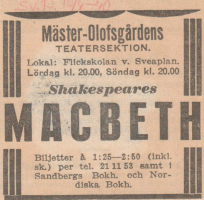 Mäster-Olofsgårdens
TEATERSEKTION.
Lokal: Flickskolan v. Sveaplan.
Lördag kl. 20.00, Söndag kl. 20.00
Shakespeares
MACBETH
Biljetter à 1:25—2:50 (inkl.
sk.) per tel. 21 11 53 samt i
Sandbergs Bokh. och Nor-
diska Bokh.